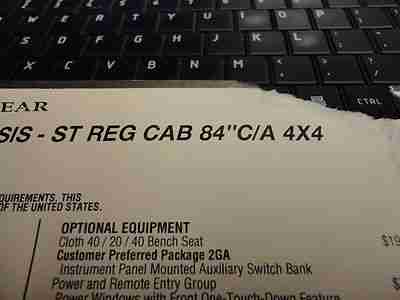 EAR
SIS - ST REG CAB 84"C/A 4X4
EQUIREMENTS, THIS
OF THE UNITED STATES.
OPTIONAL EQUIPMENT
Cloth 40 / 20 / 40 Bench Seat
Customer Preferred Package 2GA
Instrument Panel Mounted Auxiliary Switch Bank
Power and Remote Entry Group
Power Windows with Front One-Touch-Down Feature
CTRL